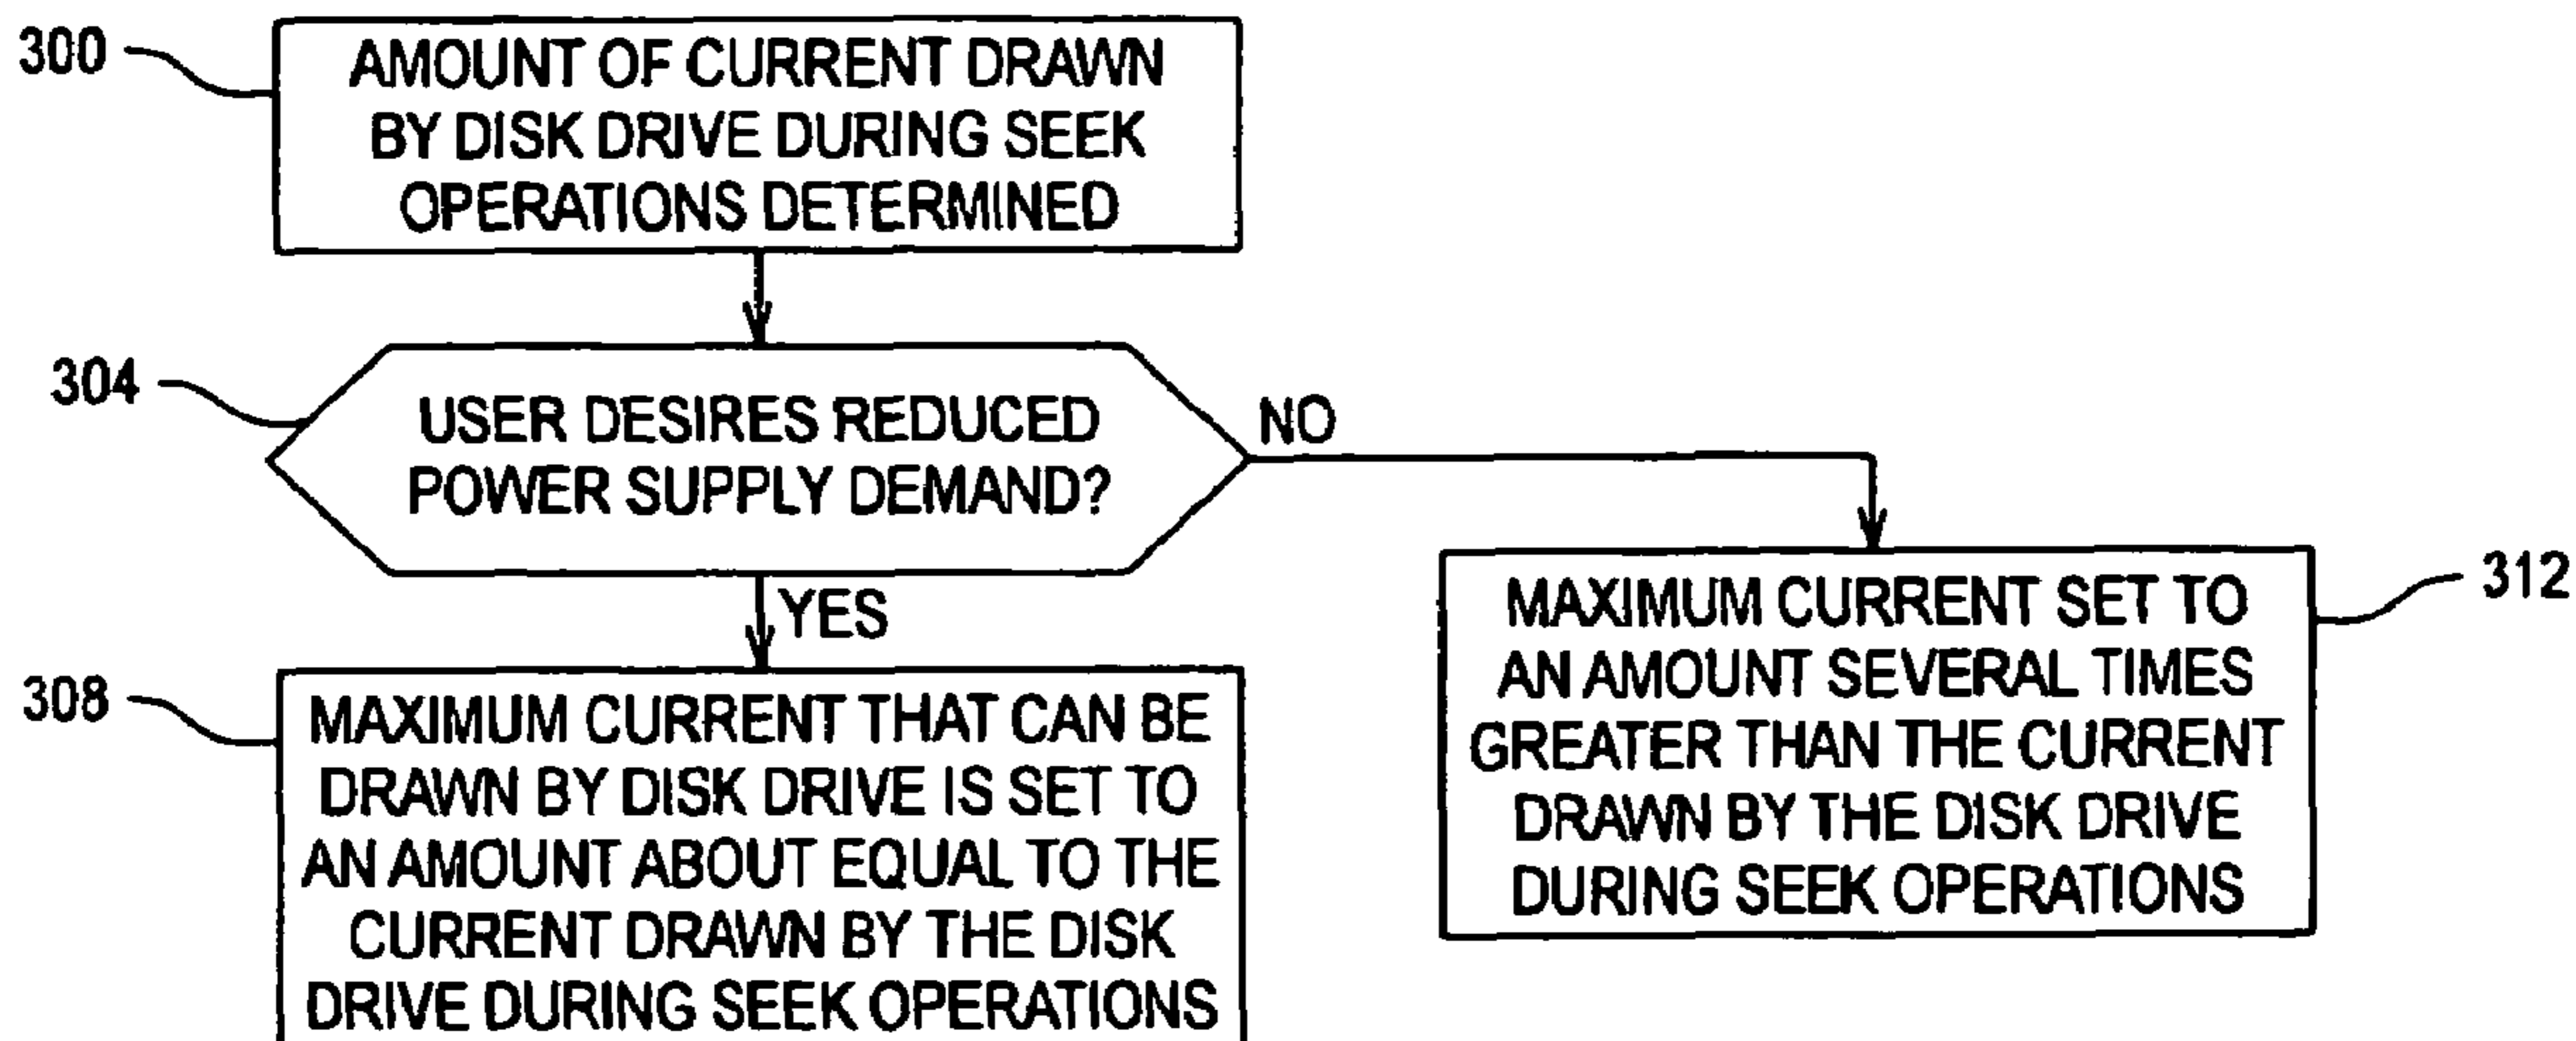 300
AMOUNT OF CURRENT DRAWN
BY DISK DRIVE DURING SEEK
OPERATIONS DETERMINED
304
USER DESIRES REDUCED
POWER SUPPLY DEMAND?
NO
YES
308
MAXIMUM CURRENT THAT CAN BE
DRAWN BY DISK DRIVE IS SET TO
AN AMOUNT ABOUT EQUAL TO THE
CURRENT DRAWN BY THE DISK
DRIVE DURING SEEK OPERATIONS
MAXIMUM CURRENT SET TO
AN AMOUNT SEVERAL TIMES
GREATER THAN THE CURRENT
DRAWN BY THE DISK DRIVE
DURING SEEK OPERATIONS
312